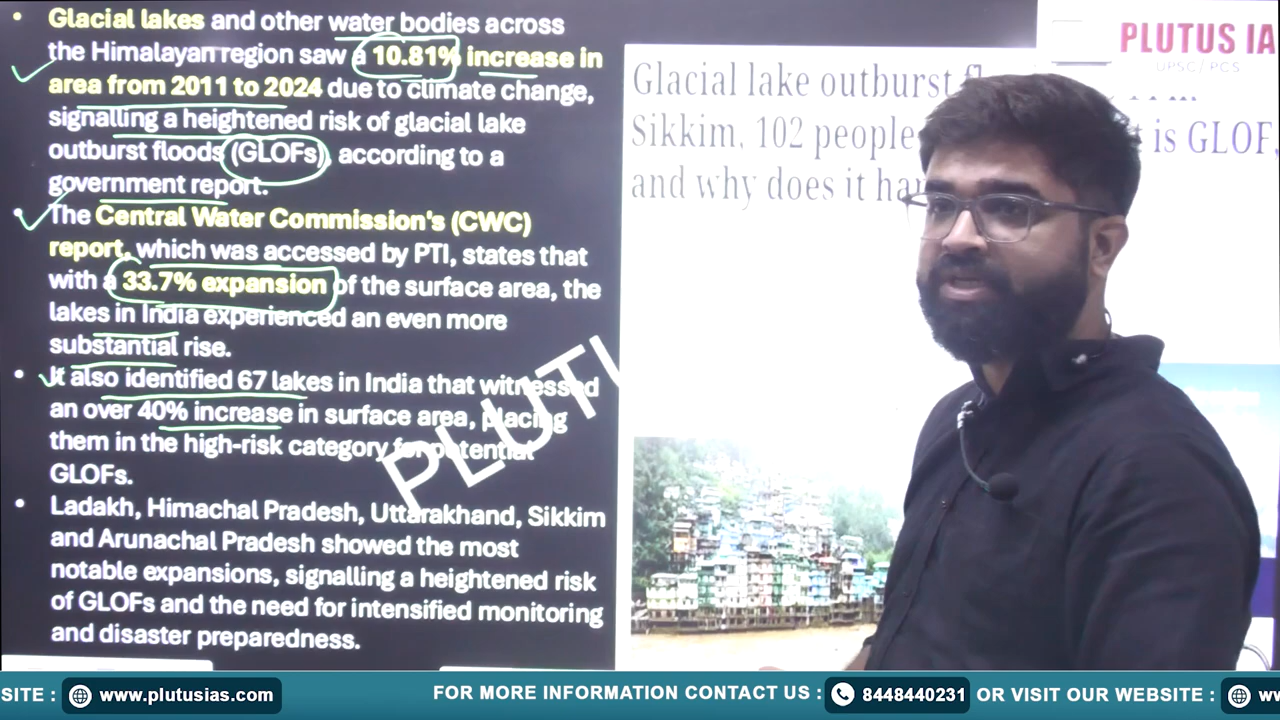 Glacial lakes and other water bodies across
the Himalayan region saw a 10.81% increase in
area from 2011 to 2024 due to climate change,
signalling a heightened risk of glacial lake
outburst floods (GLOFs), according to a
government report.
The Central Water Commission's (CWC)
report, which was accessed by PTI, states that
with a 33.7% expansion of the surface area, the
lakes in India experienced an even more
substantial rise.
It also identified 67 lakes in India that witnessed
an over 40% increase in surface area, placing
them in the high-risk category for potential
GLOFs.
Ladakh, Himachal Pradesh, Uttarakhand, Sikkim
and Arunachal Pradesh showed the most
notable expansions, signalling a heightened risk
of GLOFs and the need for intensified monitoring
and disaster preparedness.
PLUTI
PLUTUS IA
UPSC/ PCS
Glacial lake outburst
Sikkim, 102 people is GLOF,
and why does it hap
SITE : www.plutusias.com
FOR MORE INFORMATION CONTACT US : 8448440231 OR VISIT OUR WEBSITE : ww